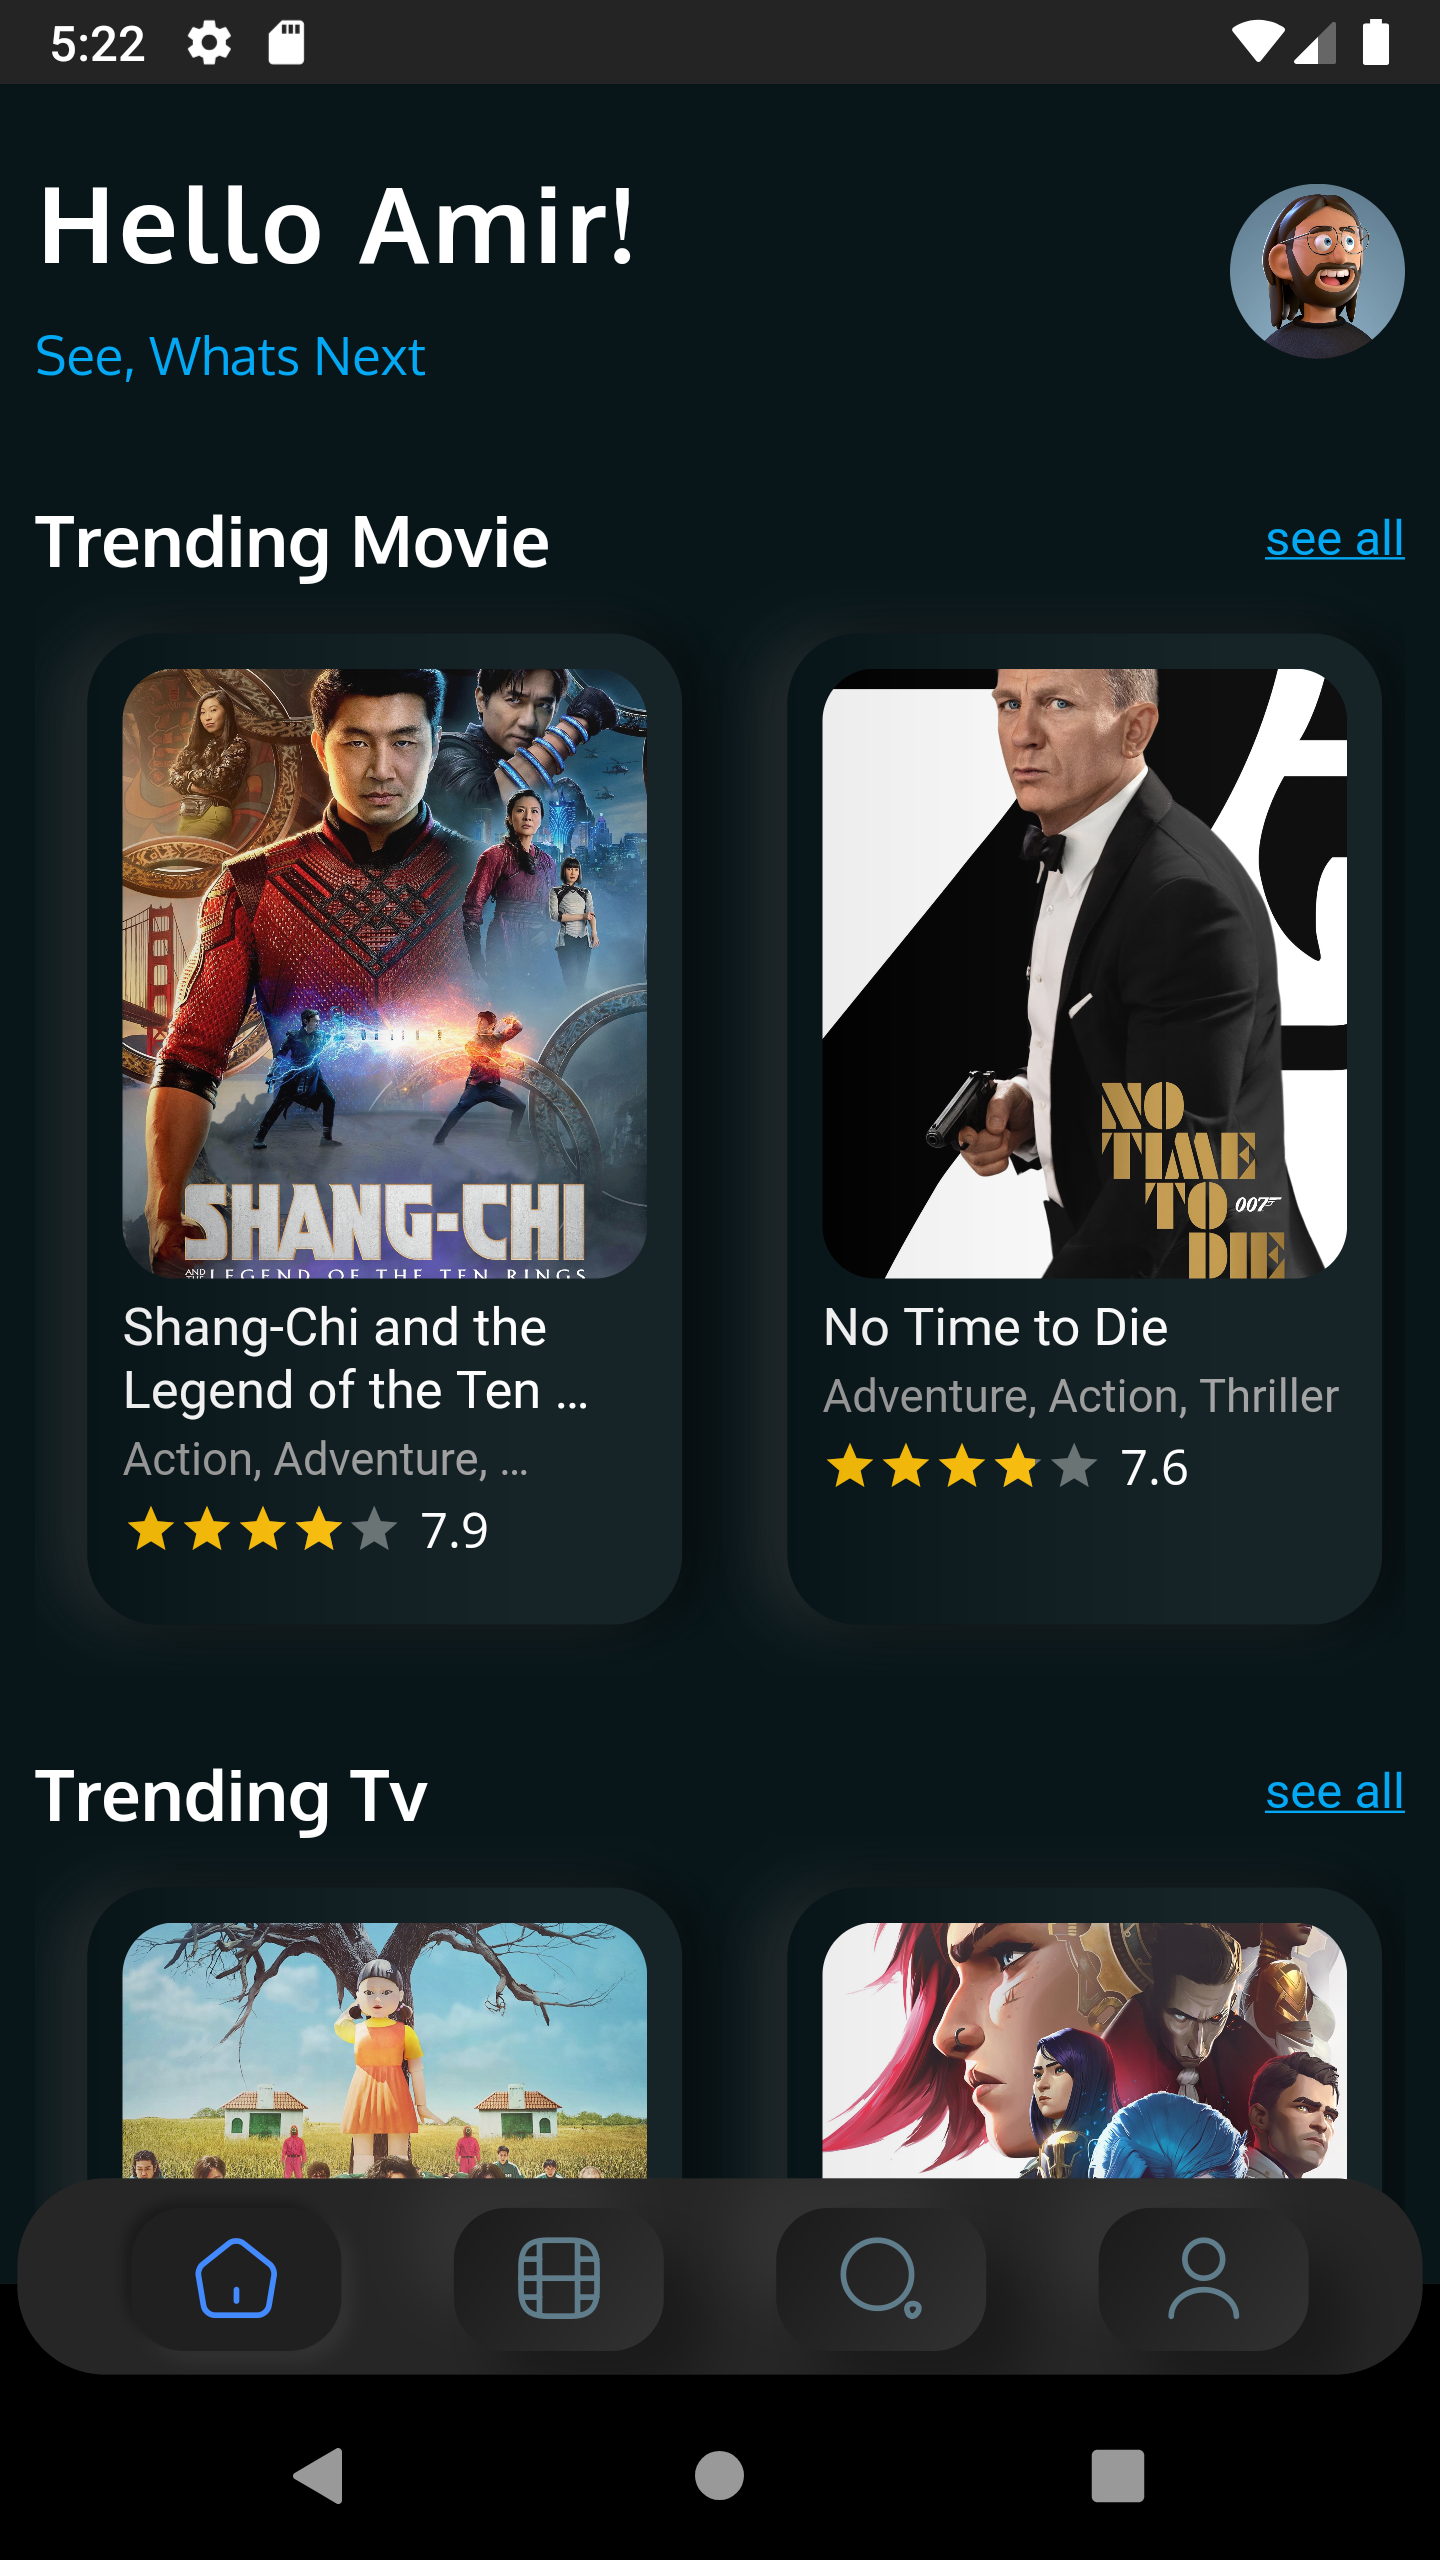 5:22
Hello Amir!
See, Whats Next
Trending Movie
see all
SHANG-CHI
AND THE LEGEND OF THE TEN RINGS
Shang-Chi and the
Legend of the Ten ...
Action, Adventure, ...
7.9
NO
TIME
TO 007
DIE
No Time to Die
Adventure, Action, Thriller
7.6
Trending Tv
see all